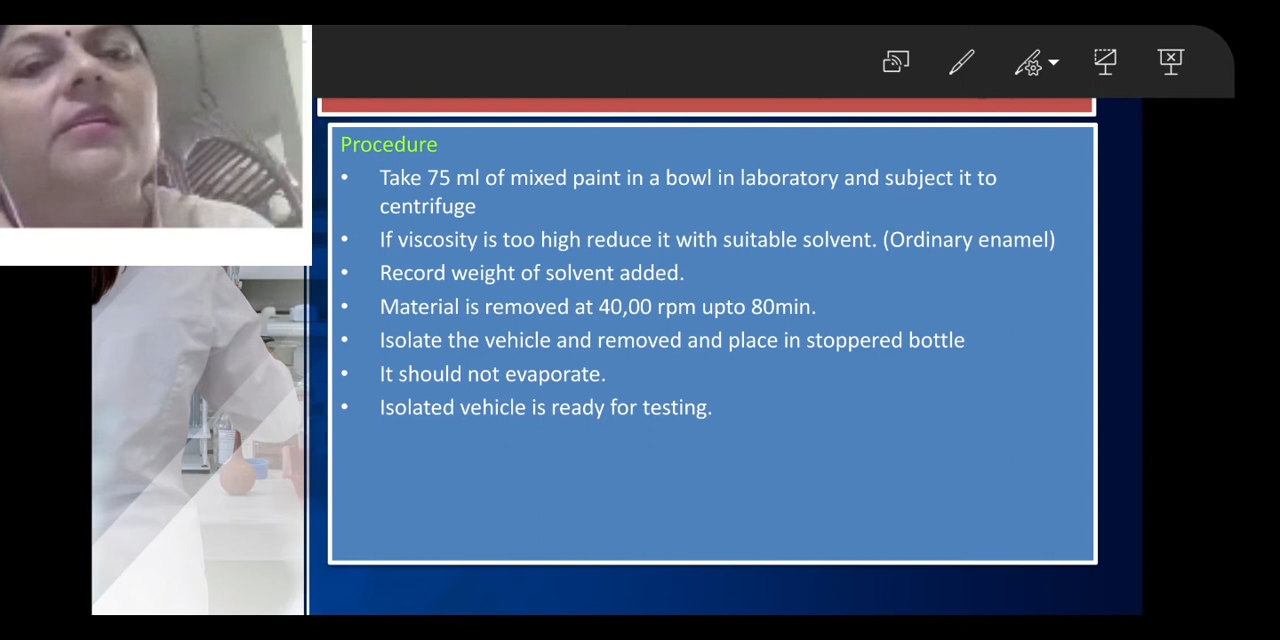 Procedure
• Take 75 ml of mixed paint in a bowl in laboratory and subject it to
centrifuge
• If viscosity is too high reduce it with suitable solvent. (Ordinary enamel)
• Record weight of solvent added.
• Material is removed at 40,00 rpm upto 80min.
• Isolate the vehicle and removed and place in stoppered bottle
• It should not evaporate.
• Isolated vehicle is ready for testing.